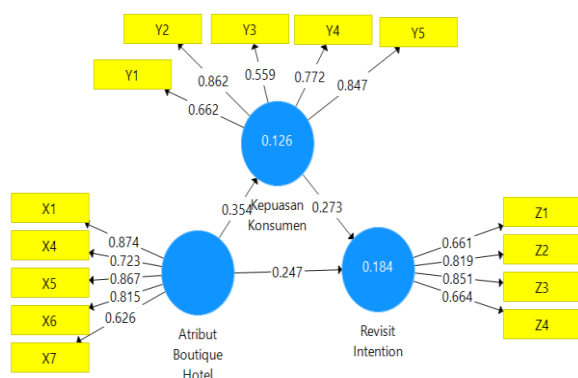 Y2
Y3
Y4
Y5
Y1
0.862
0.559
0.772
0.847
0.662
0.126
Kepuasan
Konsumen
0.354
0.273
X1
X4
X5
X6
X7
0.874
0.723
0.867
0.815
0.626
Atribut
Boutique
Hotel
0.247
0.184
Revisit
Intention
0.661
0.819
0.851
0.664
Z1
Z2
Z3
Z4